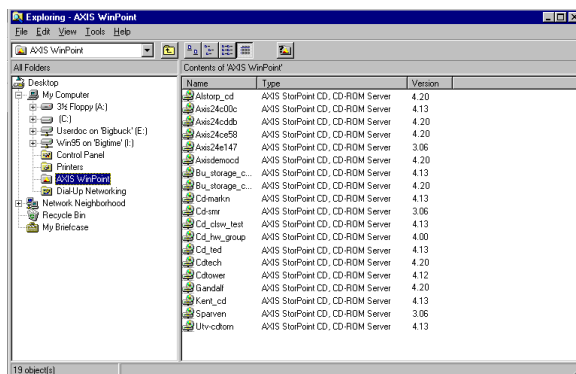 Exploring - AXIS WinPoint
File Edit View Tools Help
AXIS WinPoint
All Folders
Contents of 'AXIS WinPoint'
Desktop
My Computer
3½ Floppy (A:)
(C:)
Userdoc on 'Bigbuck' (E:)
Win95 on 'Bigtime' (I:)
Control Panel
Printers
AXIS WinPoint
Dial-Up Networking
Network Neighborhood
Recycle Bin
My Briefcase
Name Type Version
Alstorp_cd AXIS StorPoint CD, CD-ROM Server 4.20
Axis24c00c AXIS StorPoint CD, CD-ROM Server 4.13
Axis24cddb AXIS StorPoint CD, CD-ROM Server 4.20
Axis24ce58 AXIS StorPoint CD, CD-ROM Server 4.20
Axis24e147 AXIS StorPoint CD, CD-ROM Server 3.06
Axisdemocd AXIS StorPoint CD, CD-ROM Server 4.20
Bu_storage_c... AXIS StorPoint CD, CD-ROM Server 4.13
Bu_storage_c... AXIS StorPoint CD, CD-ROM Server 4.20
Cd-markn AXIS StorPoint CD, CD-ROM Server 4.13
Cd-smr AXIS StorPoint CD, CD-ROM Server 3.06
Cd_clsw_test AXIS StorPoint CD, CD-ROM Server 4.13
Cd_hw_group AXIS StorPoint CD, CD-ROM Server 4.00
Cd_ted AXIS StorPoint CD, CD-ROM Server 4.13
Cdtech AXIS StorPoint CD, CD-ROM Server 4.20
Cdtower AXIS StorPoint CD, CD-ROM Server 4.12
Gandalf AXIS StorPoint CD, CD-ROM Server 4.20
Kent_cd AXIS StorPoint CD, CD-ROM Server 4.13
Sparven AXIS StorPoint CD, CD-ROM Server 3.06
Utv-cdtorn AXIS StorPoint CD, CD-ROM Server 4.13
19 object(s)